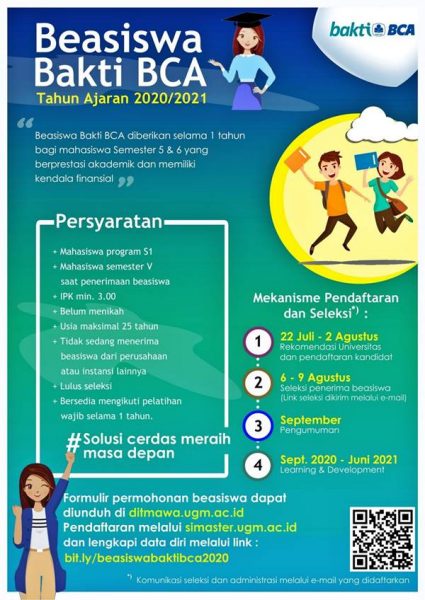 Beasiswa
Bakti BCA
Tahun Ajaran 2020/2021
bakti BCA
“
Beasiswa Bakti BCA diberikan selama 1 tahun
bagi mahasiswa Semester 5 & 6 yang
berprestasi akademik dan memiliki
kendala finansial ”
Persyaratan
+ Mahasiswa program S1
+ Mahasiswa semester V
saat penerimaan beasiswa
+ IPK min. 3.00
+ Belum menikah
+ Usia maksimal 25 tahun
+ Tidak sedang menerima
beasiswa dari perusahaan
atau instansi lainnya
+ Lulus seleksi
+ Bersedia mengikuti pelatihan
wajib selama 1 tahun.
#Solusi cerdas meraih
masa depan
Mekanisme Pendaftaran
dan Seleksi*) :
1
22 Juli - 2 Agustus
Rekomendasi Universitas
dan pendaftaran kandidat
2
6 - 9 Agustus
Seleksi penerima beasiswa
(Link seleksi dikirim melalui e-mail)
3
September
Pengumuman
4
Sept. 2020 - Juni 2021
Learning & Development
Formulir permohonan beasiswa dapat
diunduh di ditmawa.ugm.ac.id
Pendaftaran melalui simaster.ugm.ac.id
dan lengkapi data diri melalui link :
bit.ly/beasiswabaktibca2020
*) Komunikasi seleksi dan administrasi melalui e-mail yang didaftarkan